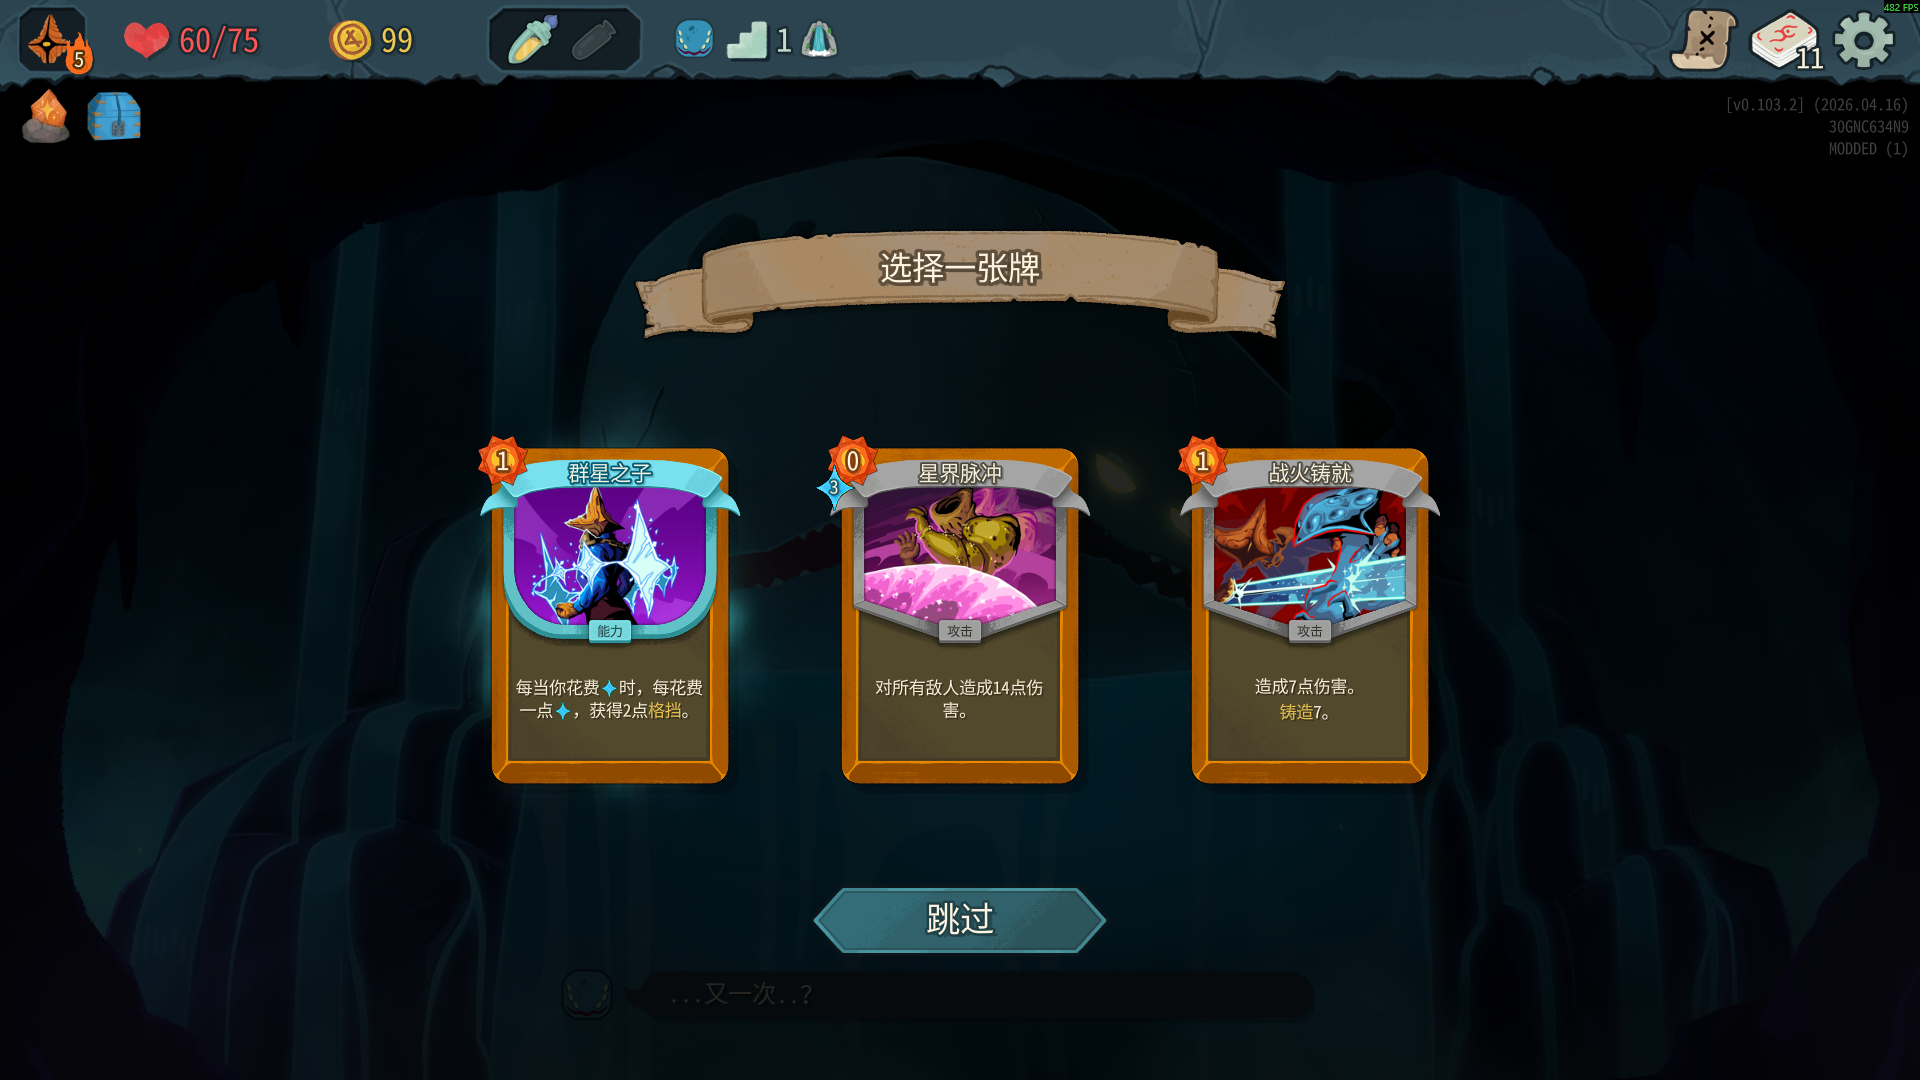 482 FPS
5
60/75
99
1
11
[v0.103.2] (2026.04.16)
3OGNC634N9
MODDED (1)
选择一张牌
1
群星之子
能力
每当你花费时，每花费
一点，获得2点格挡。
0
3
星界脉冲
攻击
对所有敌人造成14点伤
害。
1
战火铸就
攻击
造成7点伤害。
铸造7。
跳过
...又一次..?